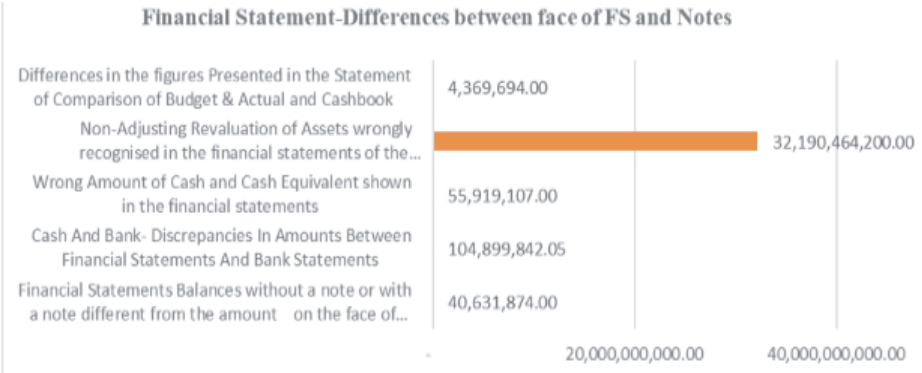 Financial Statement-Differences between face of FS and Notes
Differences in the figures Presented in the Statement
of Comparison of Budget & Actual and Cashbook
4,369,694.00
Non-Adjusting Revaluation of Assets wrongly
recognised in the financial statements of the...
32,190,464,200.00
Wrong Amount of Cash and Cash Equivalent shown
in the financial statements
55,919,107.00
Cash And Bank- Discrepancies In Amounts Between
Financial Statements And Bank Statements
104,899,842.05
Financial Statements Balances without a note or with
a note different from the amount on the face of...
40,631,874.00
- 20,000,000,000.00 40,000,000,000.00